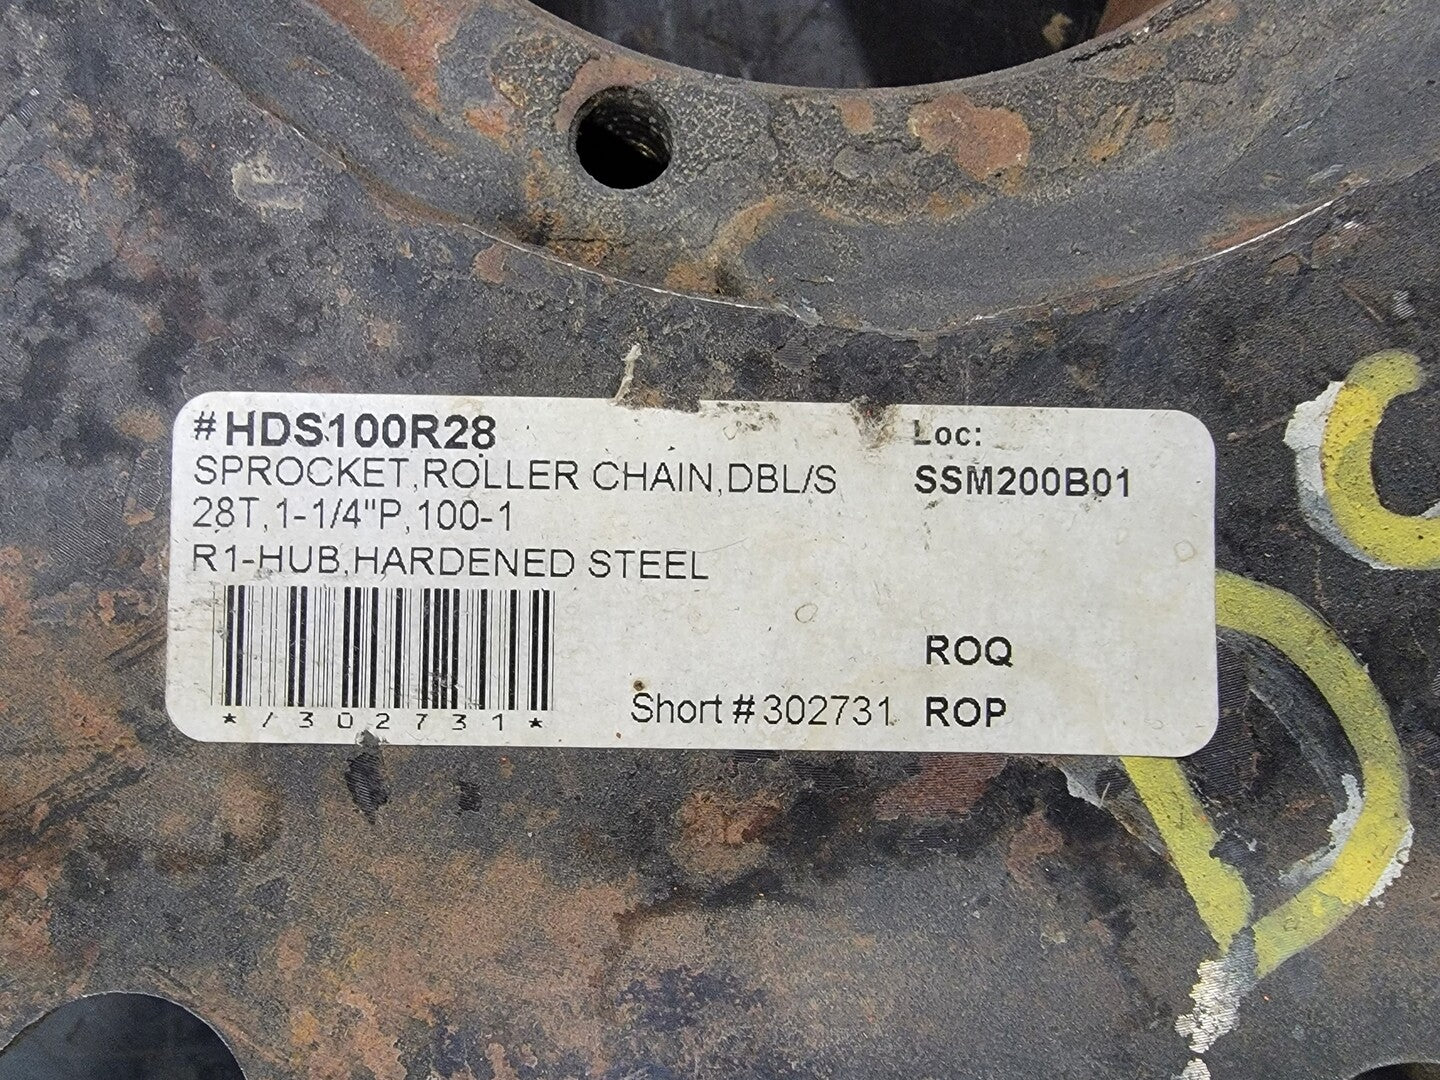 #HDS100R28
SPROCKET,ROLLER CHAIN,DBL/S
28T,1-1/4"P,100-1
R1-HUB,HARDENED STEEL
*/302731*
Short # 302731
Loc:
SSM200B01
ROQ
ROP